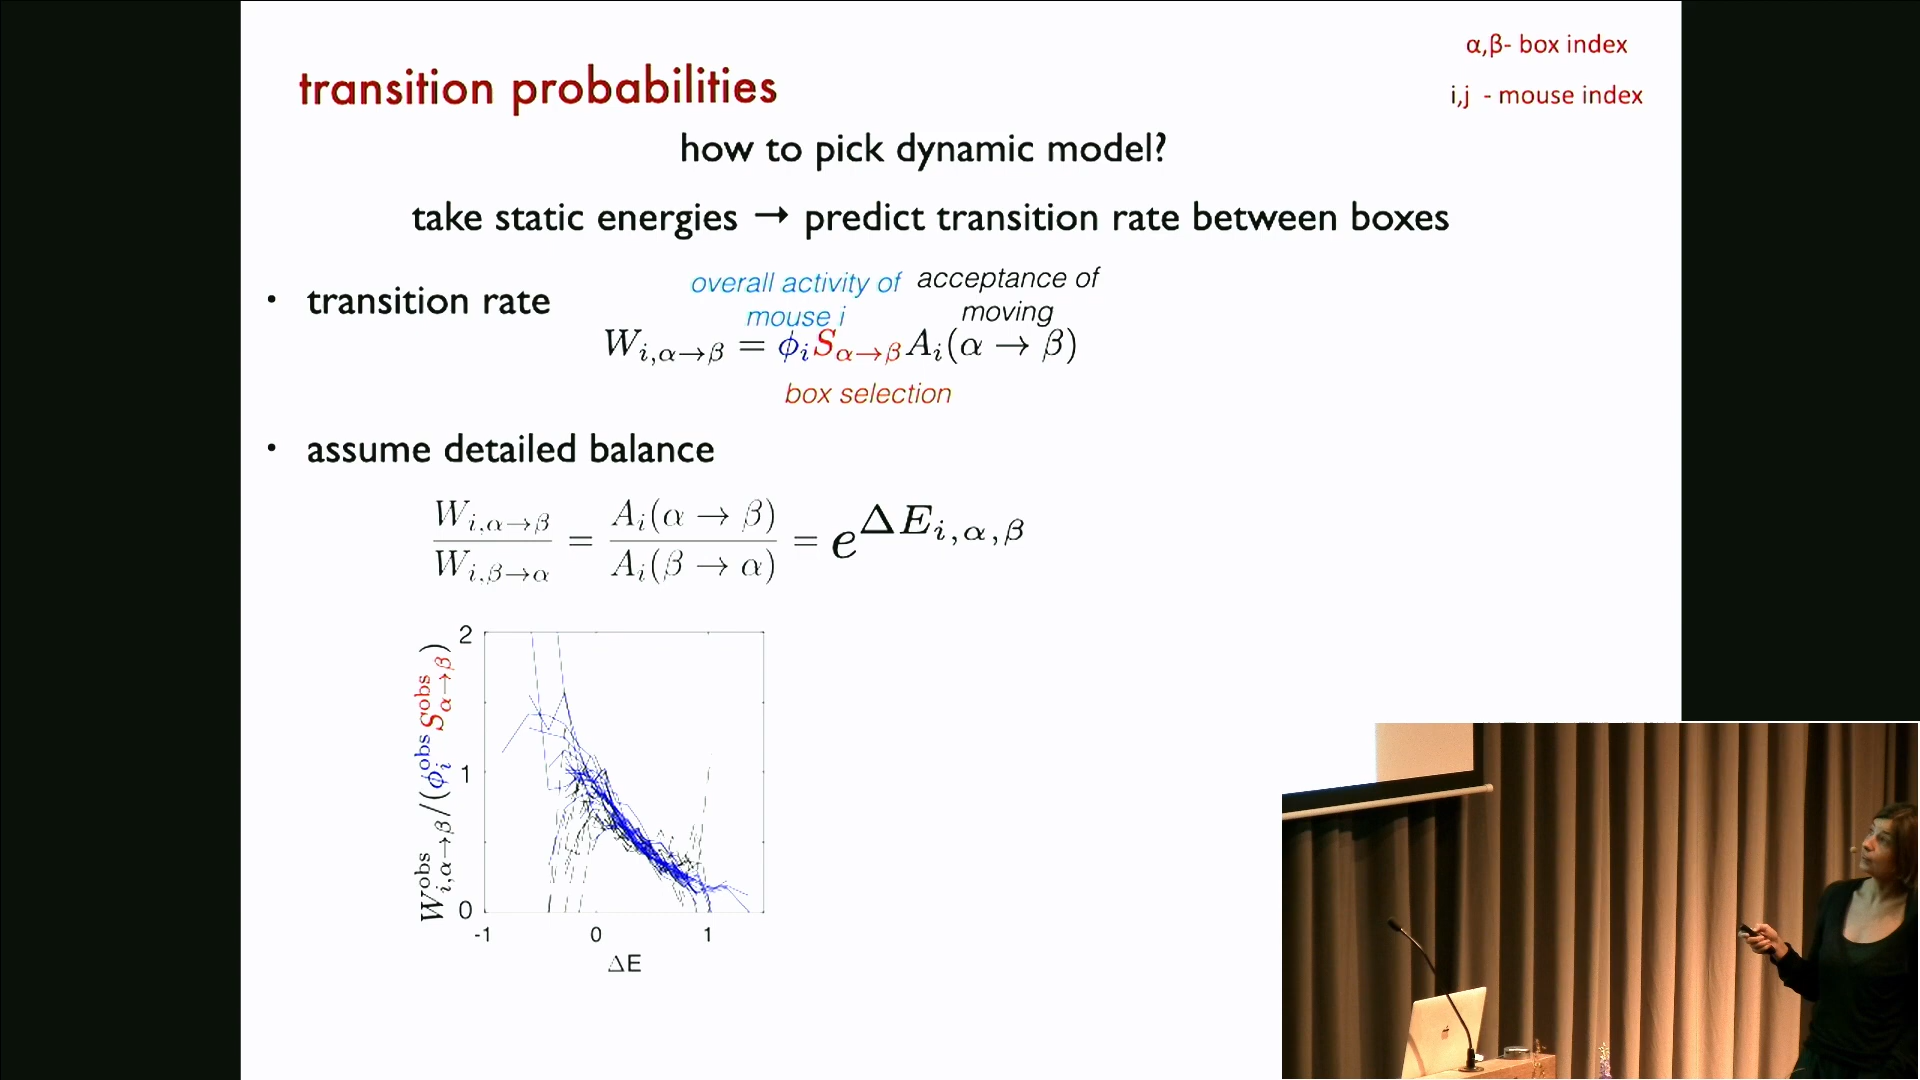 α,β- box index
transition probabilities
i,j - mouse index
how to pick dynamic model?
take static energies → predict transition rate between boxes
• transition rate
overall activity of mouse i
acceptance of moving
W_{i,α→β} = ϕ_i S_{α→β} A_i(α → β)
box selection
• assume detailed balance
W_{i,α→β} / W_{i,β→α} = A_i(α → β) / A_i(β → α) = e^{ΔE_{i,α,β}}
W^{obs}_{i,α→β}/(ϕ^{obs}_i S^{obs}_{α→β})
2
1
0
-1 0 1
ΔE